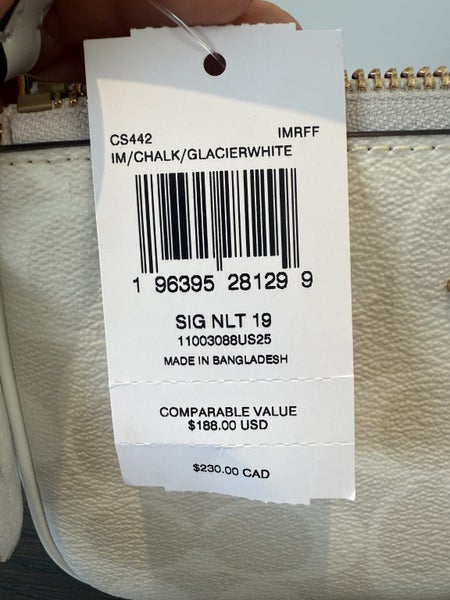 CS442 IMRFF
IM/CHALK/GLACIERWHITE
1 96395 28129 9
SIG NLT 19
11003088US25
MADE IN BANGLADESH
COMPARABLE VALUE
$188.00 USD
$230.00 CAD